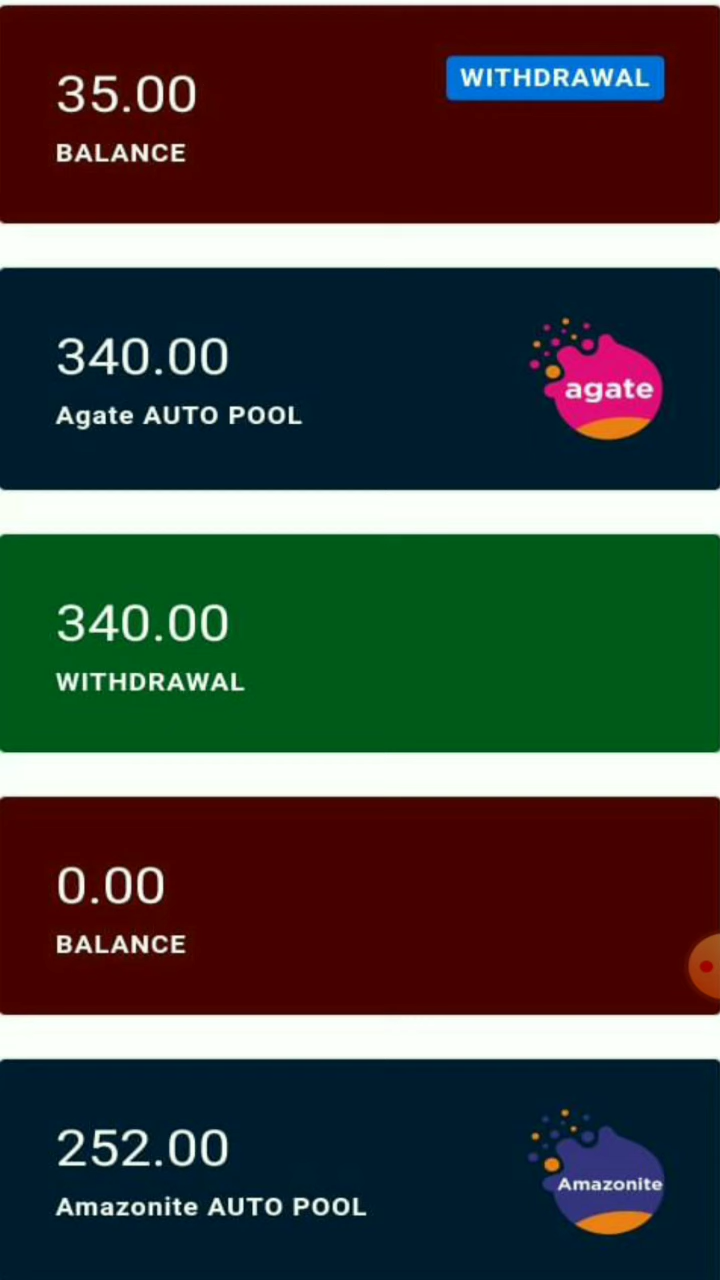 35.00
WITHDRAWAL
BALANCE
340.00
Agate AUTO POOL
agate
340.00
WITHDRAWAL
0.00
BALANCE
252.00
Amazonite AUTO POOL
Amazonite